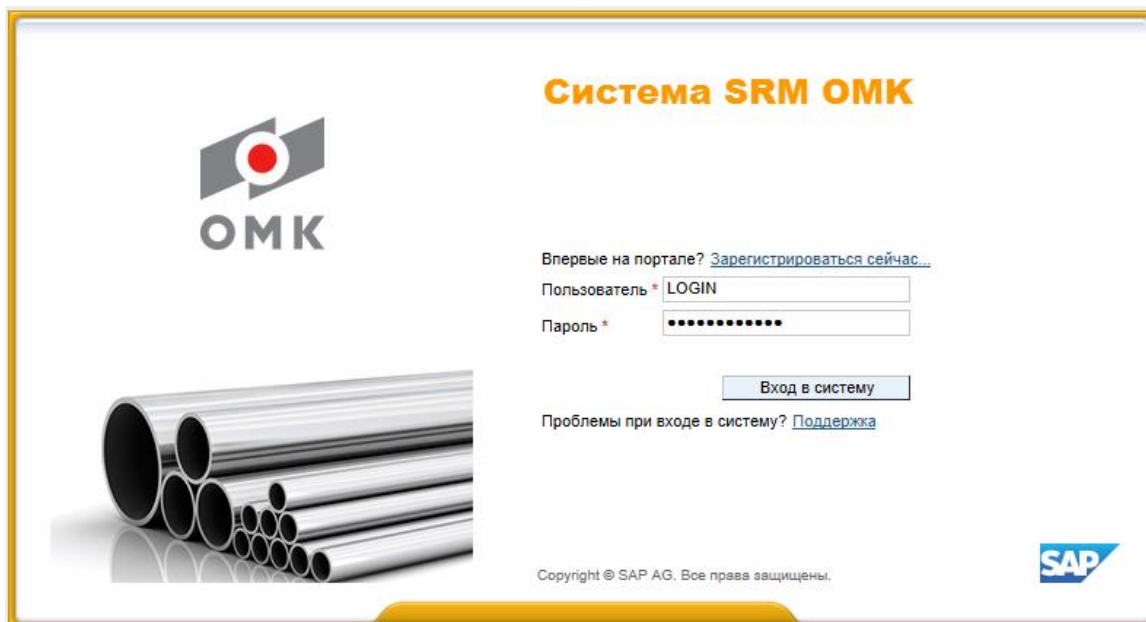 Система SRM ОМК
ОМК
Впервые на портале? Зарегистрироваться сейчас...
Пользователь * LOGIN
Пароль * ••••••••••••
Вход в систему
Проблемы при входе в систему? Поддержка
Copyright © SAP AG. Все права защищены.
SAP